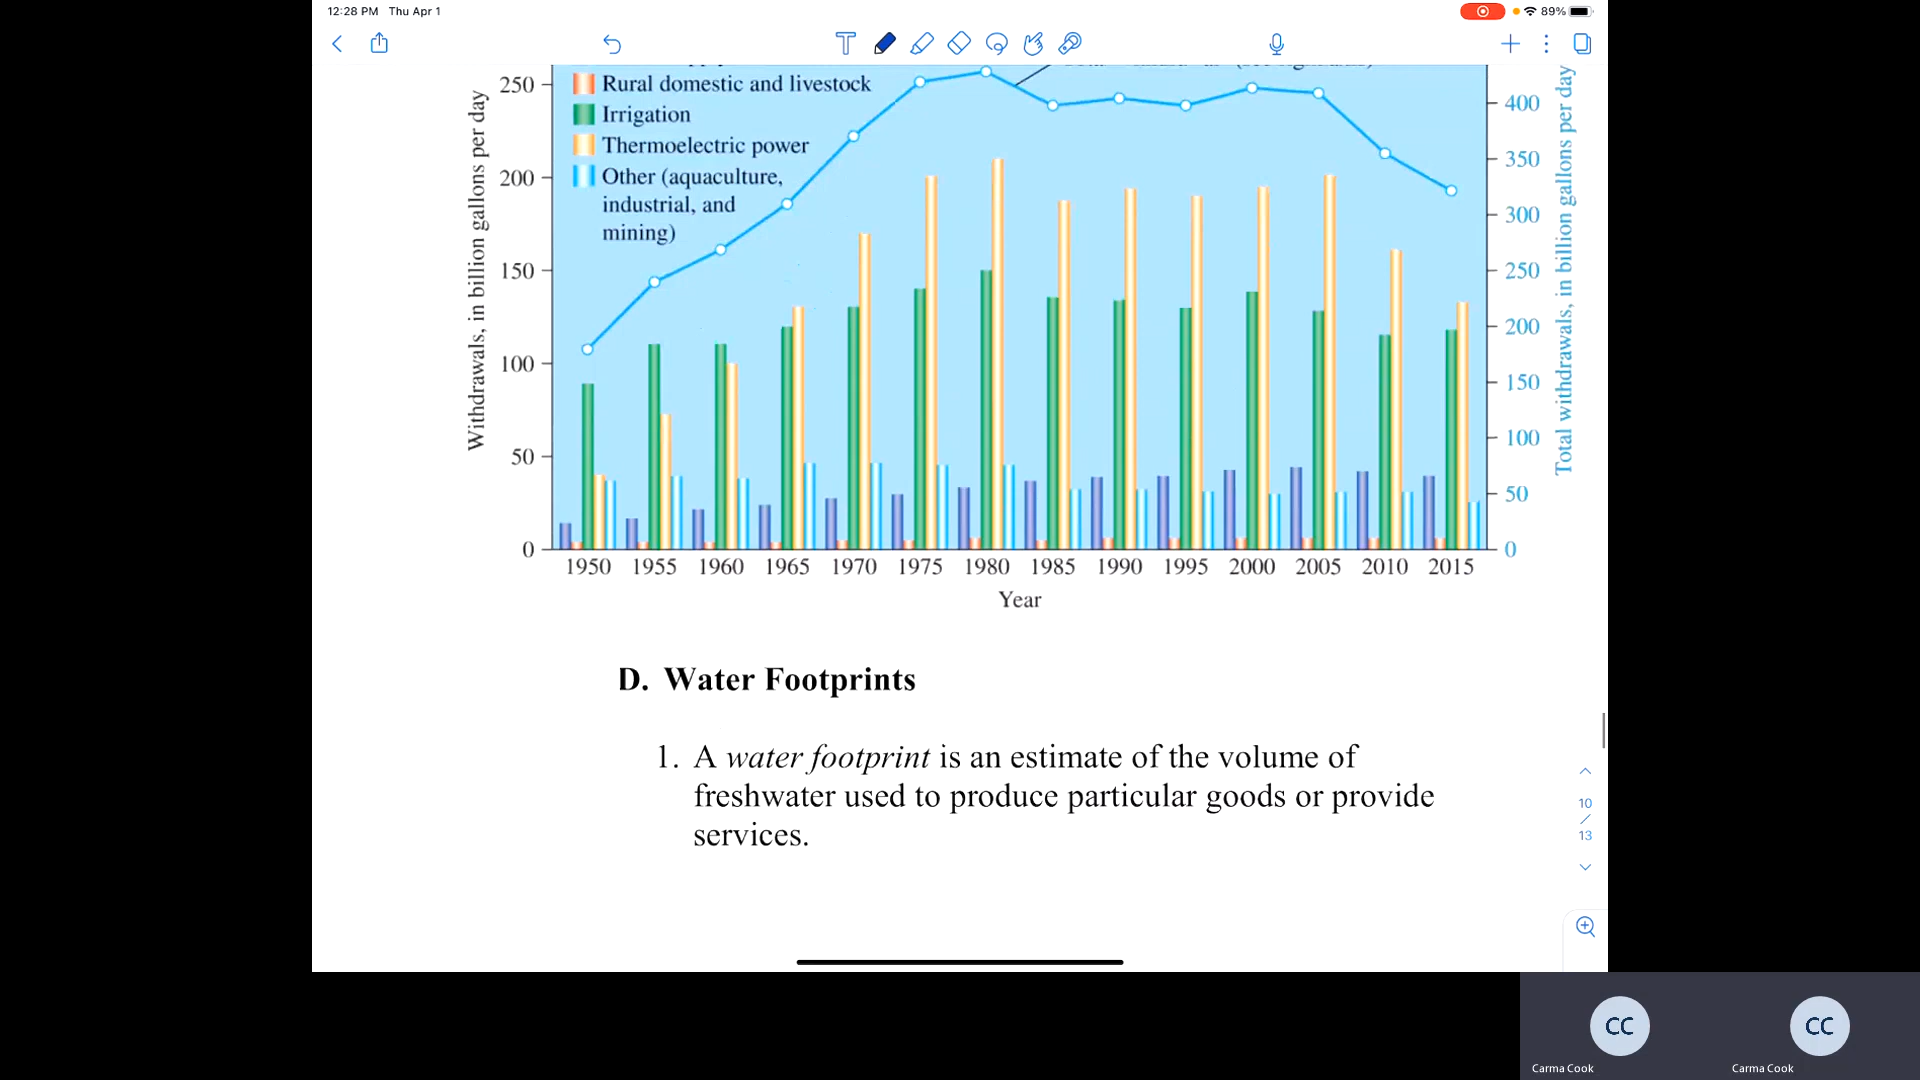 12:28 PM Thu Apr 1
89%
250
200
150
100
50
0
Withdrawals, in billion gallons per day
Rural domestic and livestock
Irrigation
Thermoelectric power
Other (aquaculture,
industrial, and
mining)
400
350
300
250
200
150
100
50
0
Total withdrawals, in billion gallons per day
1950 1955 1960 1965 1970 1975 1980 1985 1990 1995 2000 2005 2010 2015
Year
D. Water Footprints
1. A water footprint is an estimate of the volume of
freshwater used to produce particular goods or provide
services.
10
/
13
CC
Carma Cook
CC
Carma Cook